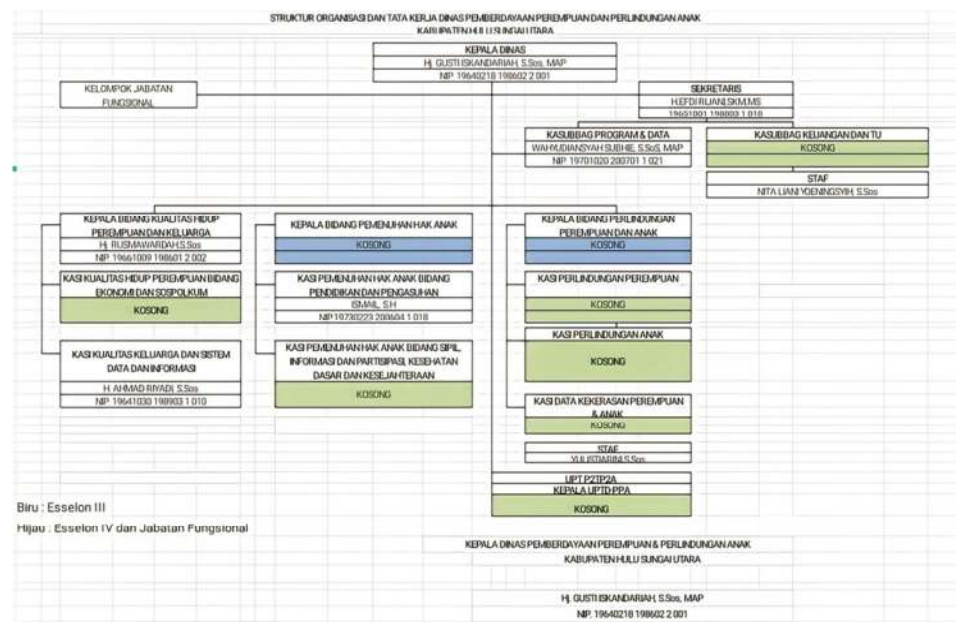 STRUKTUR ORGANISASI DAN TATA KERJA DINAS PEMBERDAYAAN PEREMPUAN DAN PERLINDUNGAN ANAK
KABUPATEN HULU SUNGAI UTARA
KEPALA DINAS
Hj. GUSTI ISKANDARIAH, S.Sos, MAP
NIP. 19640218 198602 2 001
KELOMPOK JABATAN
FUNGSIONAL
SEKRETARIS
H.EFDI RIJANI.SKM,MS
19651001 198803 1 018
KASUBBAG PROGRAM & DATA
WAHYUDIANSYAH SUBHIE, S.SoS, MAP
NIP. 19701020 200701 1 021
KASUBBAG KEUANGAN DAN TU
KOSONG
STAF
NITA LIANI YOENINGSYIH, S.Sos
KEPALA BIDANG KUALITAS HIDUP
PEREMPUAN DAN KELUARGA
Hj. RUSMAWARDAH,S.Sos
NIP. 19661009 198601 2 002
KASI KUALITAS HIDUP PEREMPUAN BIDANG
EKONOMI DAN SOSPOLKUM
KOSONG
KASI KUALITAS KELUARGA DAN SISTEM
DATA DAN INFORMASI
H. AHMAD RIYADI, S.Sos
NIP. 19641030 198903 1 010
KEPALA BIDANG PEMENUHAN HAK ANAK
KOSONG
KASI PEMENUHAN HAK ANAK BIDANG
PENDIDIKAN DAN PENGASUHAN
ISMAIL, S.H
NIP.19730223 200604 1 018
KASI PEMENUHAN HAK ANAK BIDANG SIPIL,
INFORMASI DAN PARTISIPASI, KESEHATAN
DASAR DAN KESEJAHTERAAN
KOSONG
KEPALA BIDANG PERLINDUNGAN
PEREMPUAN DAN ANAK
KOSONG
KASI PERLINDUNGAN PEREMPUAN
KOSONG
KASI PERLINDUNGAN ANAK
KOSONG
KASI DATA KEKERASAN PEREMPUAN
& ANAK
KOSONG
STAF
S.Sos
UPT P2TP2A
KEPALA UPTD PPA
KOSONG
Biru : Esselon III
Hijau : Esselon IV dan Jabatan Fungsional
KEPALA DINAS PEMBERDAYAAN PEREMPUAN & PERLINDUNGAN ANAK
KABUPATEN HULU SUNGAI UTARA
Hj. GUSTI ISKANDARIAH, S.Sos, MAP
NIP. 19640218 198602 2 001